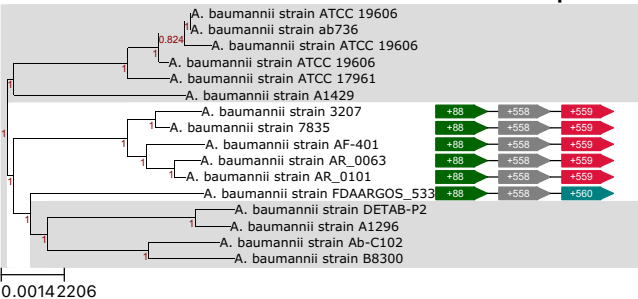 A. baumannii strain ATCC 19606
1 A. baumannii strain ab736
0.824 A. baumannii strain ATCC 19606
1 A. baumannii strain ATCC 19606
1 A. baumannii strain ATCC 17961
1 A. baumannii strain A1429
1 A. baumannii strain 3207 +88 +558 +559
1 A. baumannii strain 7835 +88 +558 +559
1 A. baumannii strain AF-401 +88 +558 +559
1 A. baumannii strain AR_0063 +88 +558 +559
1 1 A. baumannii strain AR_0101 +88 +558 +559
A. baumannii strain FDAARGOS_533 +88 +558 +560
A. baumannii strain DETAB-P2
1 A. baumannii strain A1296
1 A. baumannii strain Ab-C102
1 A. baumannii strain B8300
0.00142206